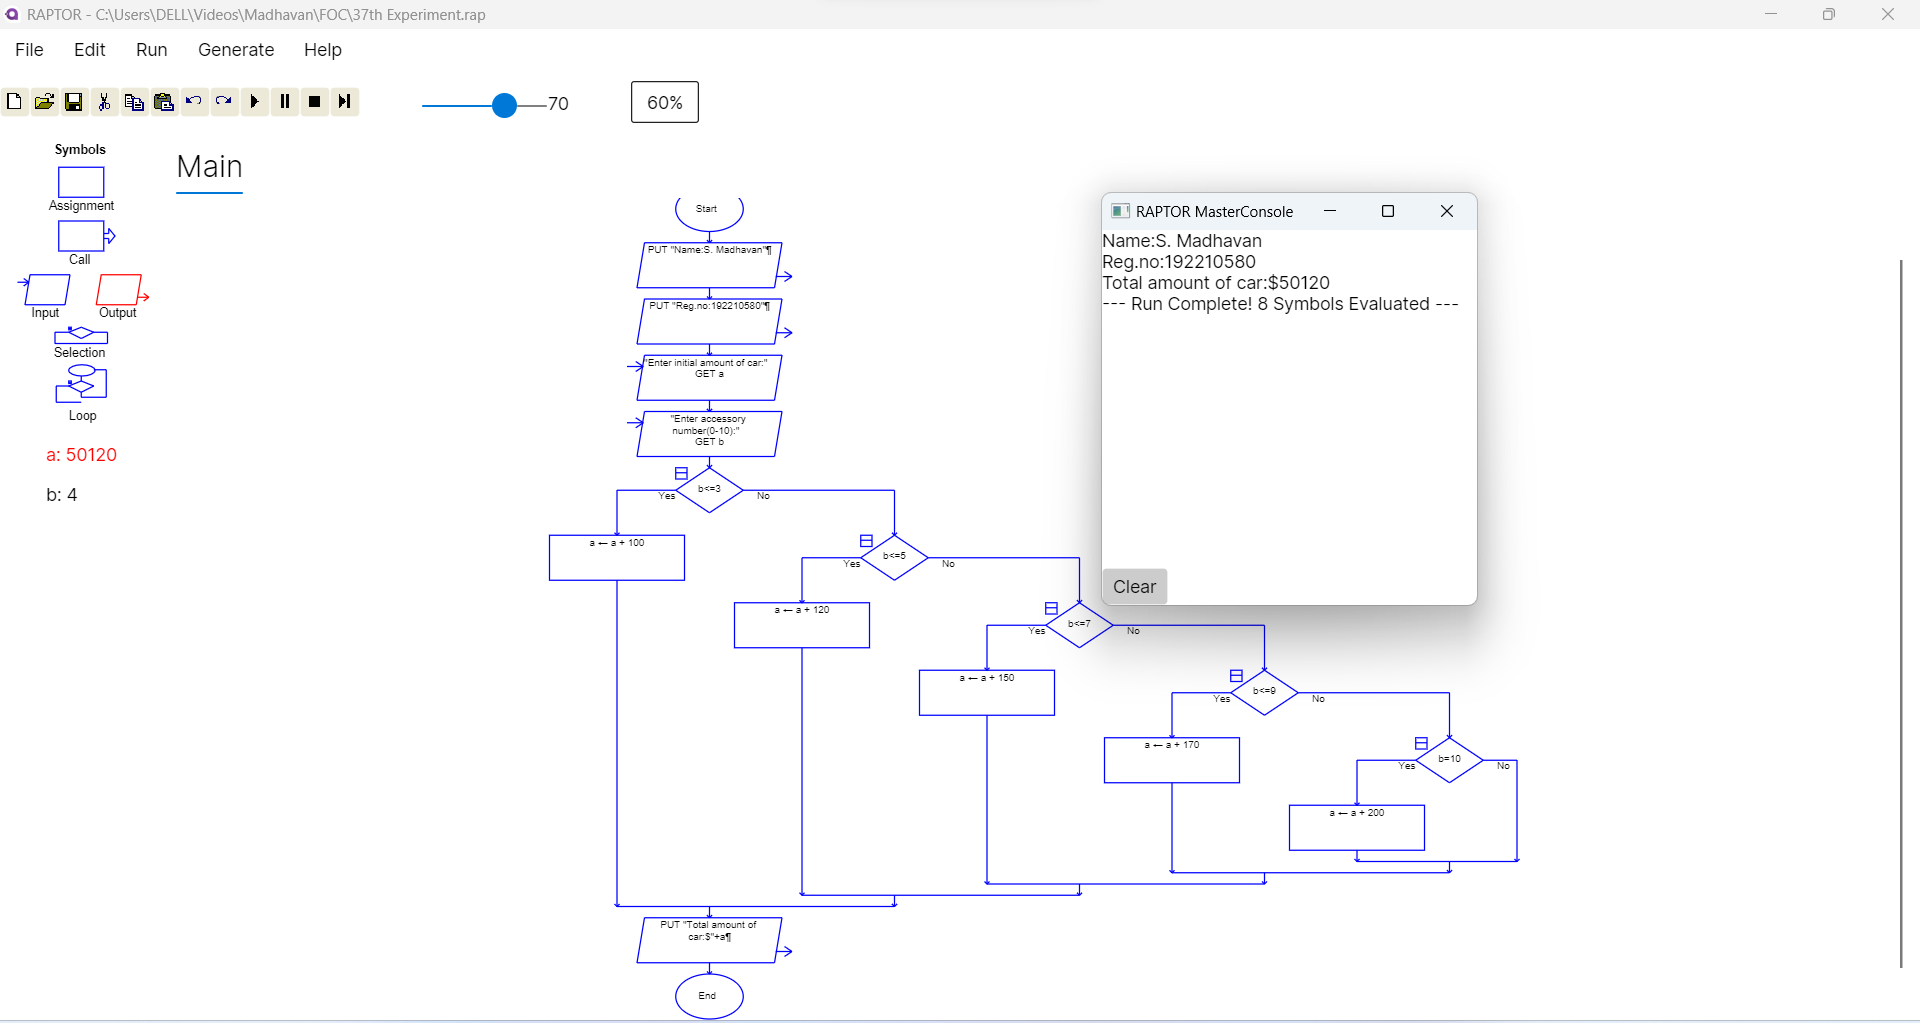 RAPTOR - C:\Users\DELL\Videos\Madhavan\FOC\37th Experiment.rap
File Edit Run Generate Help
70
60%
Symbols
Assignment
Call
Input Output
Selection
Loop
a: 50120
b: 4
Main
Start
PUT "Name:S. Madhavan"¶
PUT "Reg.no:192210580"¶
"Enter initial amount of car:"
GET a
"Enter accessory
number(0-10):"
GET b
b<=3
Yes No
a ← a + 100
b<=5
Yes No
a ← a + 120
b<=7
Yes No
a ← a + 150
b<=9
Yes No
a ← a + 170
b=10
Yes No
a ← a + 200
PUT "Total amount of
car:$"+a¶
End
RAPTOR MasterConsole
Name:S. Madhavan
Reg.no:192210580
Total amount of car:$50120
--- Run Complete! 8 Symbols Evaluated ---
Clear